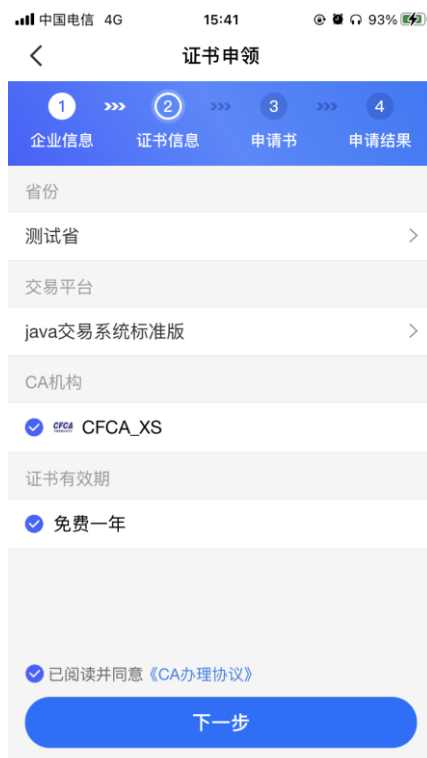 中国电信 4G 15:41 93%
证书申领
1 2 3 4
企业信息 证书信息 申请书 申请结果
省份
测试省
交易平台
java交易系统标准版
CA机构
CFCA CFCA_XS
证书有效期
免费一年
已阅读并同意《CA办理协议》
下一步